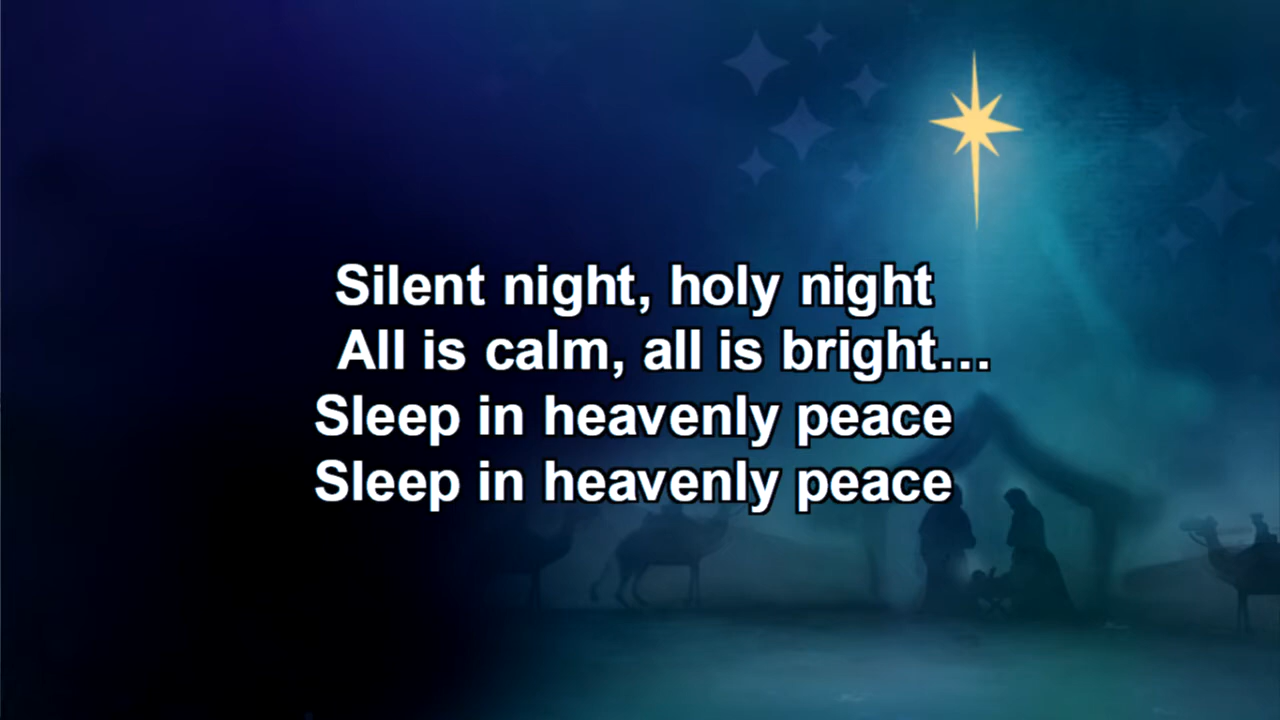 Silent night, holy night
All is calm, all is bright...
Sleep in heavenly peace
Sleep in heavenly peace